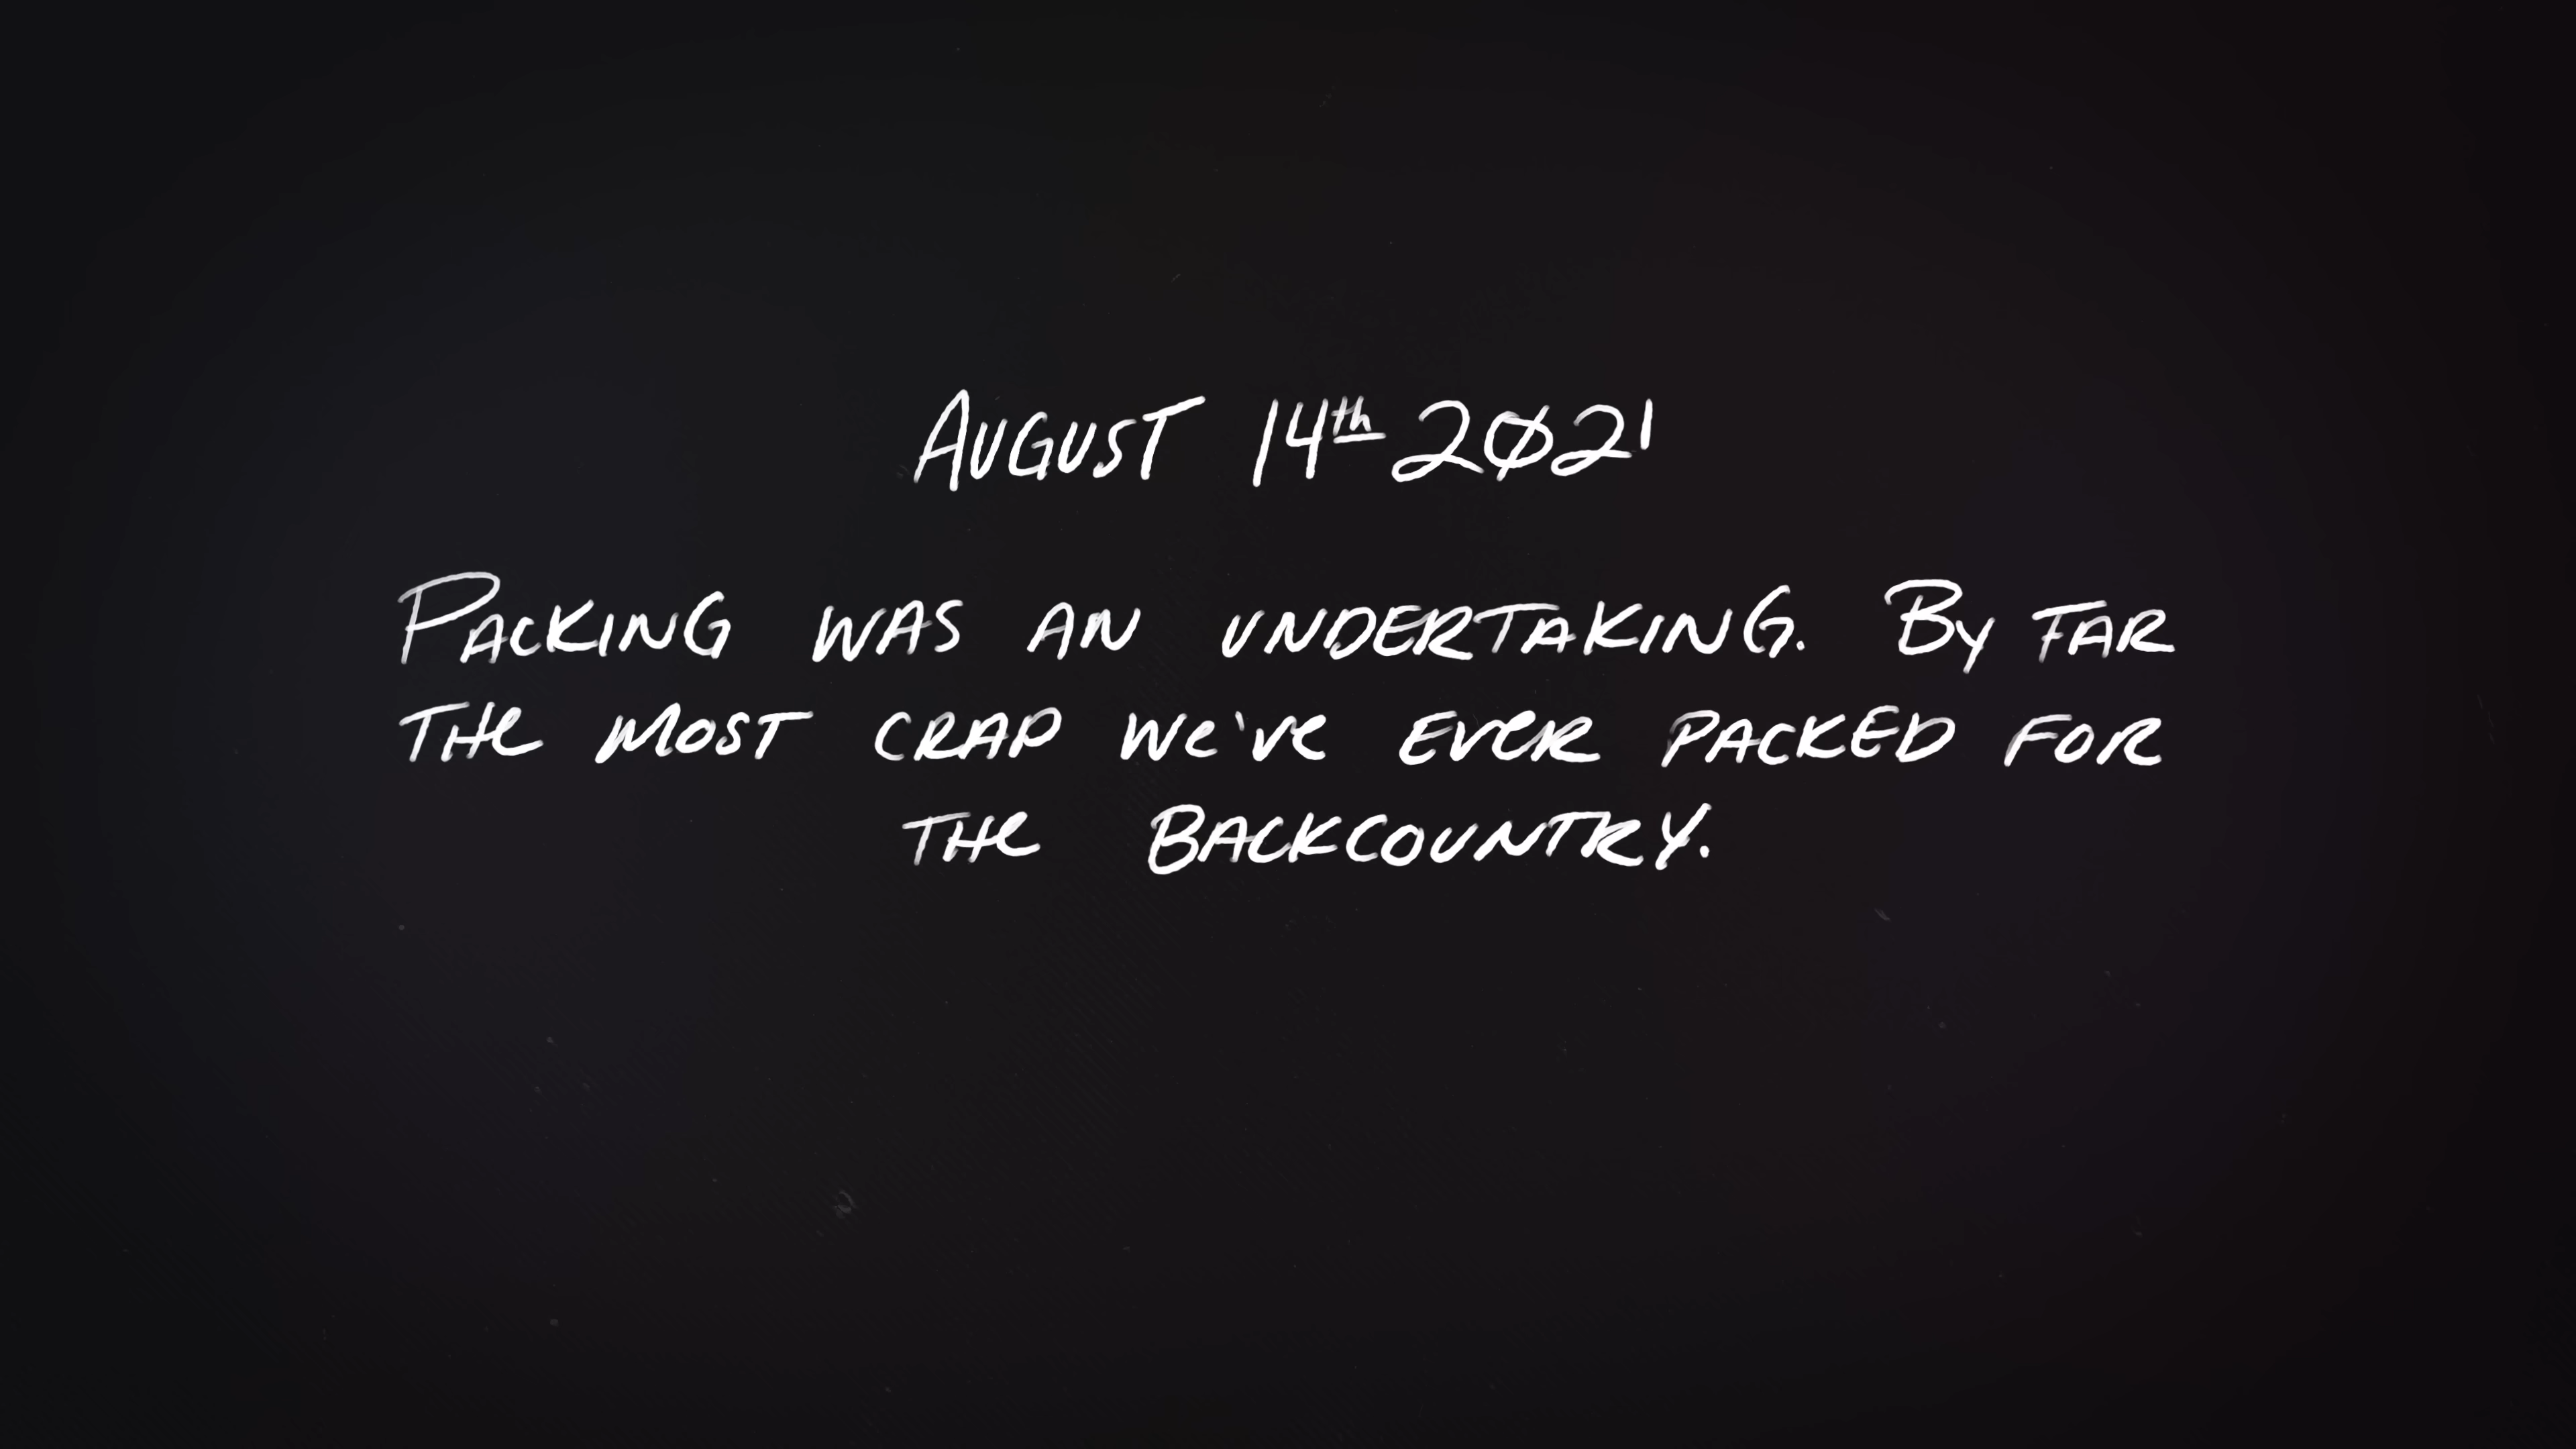 August 14th 2021
Packing was an undertaking. By far
the most crap we've ever packed for
the backcountry.